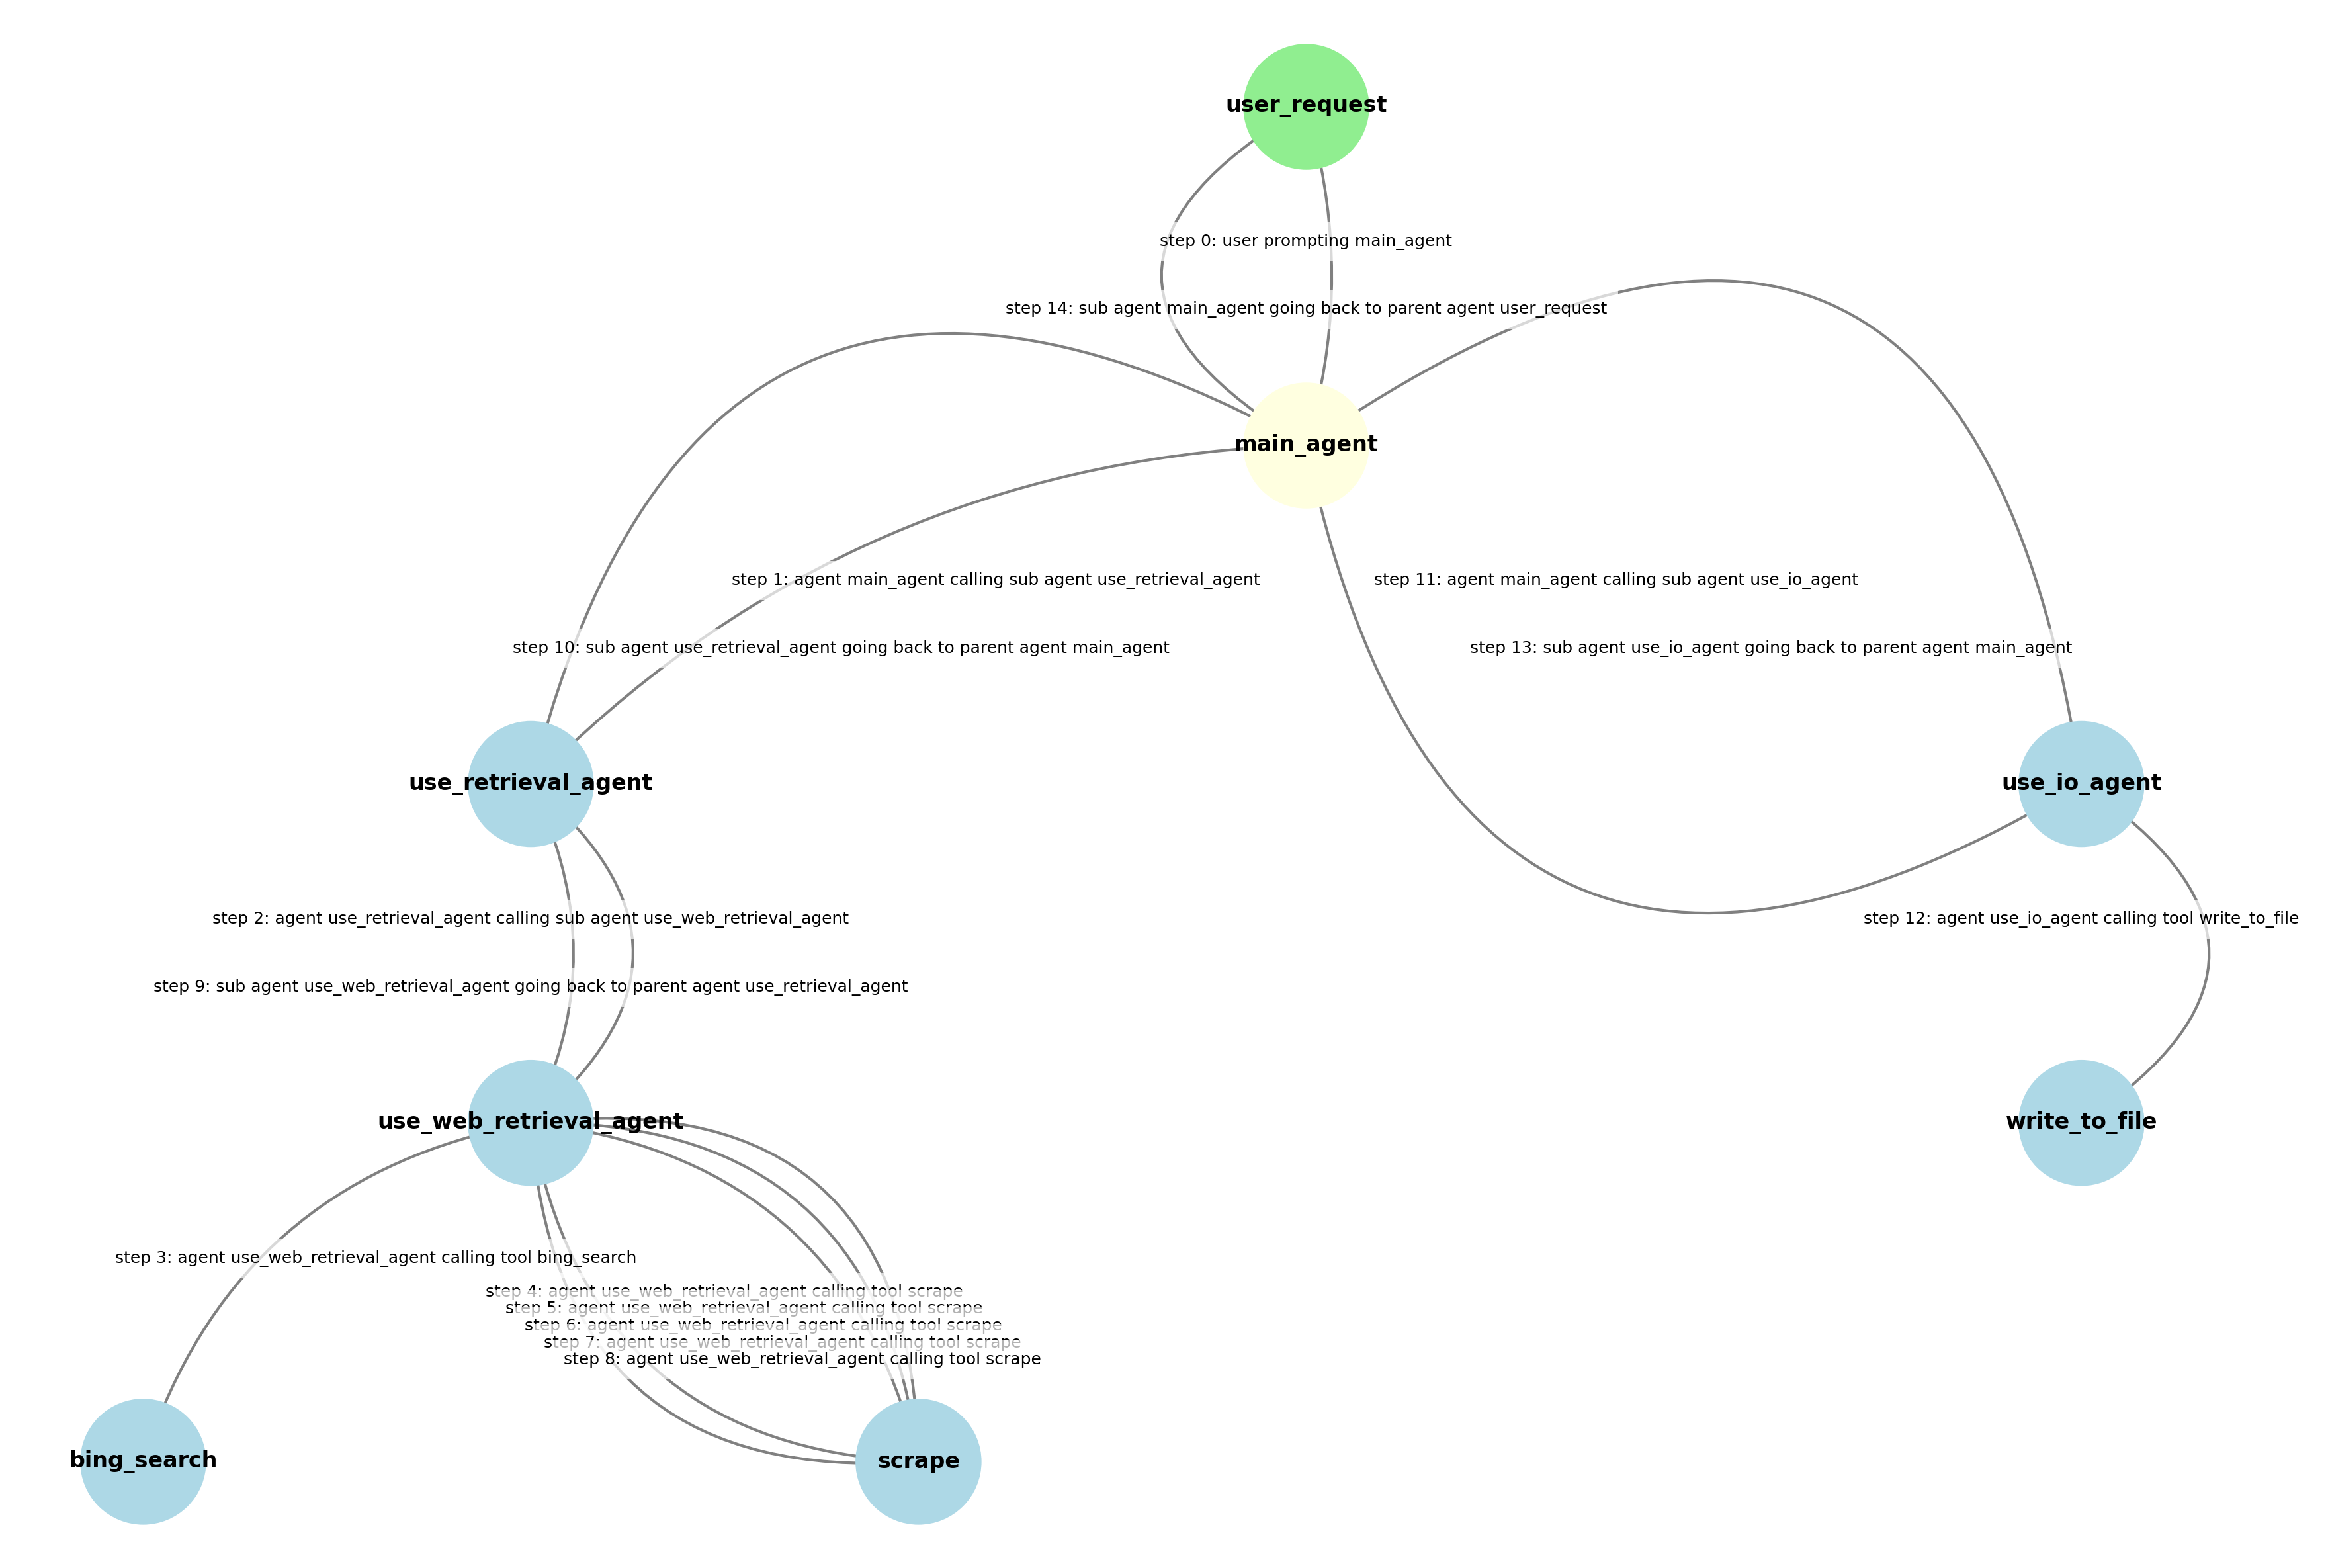 user_request
step 0: user prompting main_agent
step 14: sub agent main_agent going back to parent agent user_request
main_agent
step 1: agent main_agent calling sub agent use_retrieval_agent
step 11: agent main_agent calling sub agent use_io_agent
step 10: sub agent use_retrieval_agent going back to parent agent main_agent
step 13: sub agent use_io_agent going back to parent agent main_agent
use_retrieval_agent
use_io_agent
step 2: agent use_retrieval_agent calling sub agent use_web_retrieval_agent
step 12: agent use_io_agent calling tool write_to_file
step 9: sub agent use_web_retrieval_agent going back to parent agent use_retrieval_agent
use_web_retrieval_agent
write_to_file
step 3: agent use_web_retrieval_agent calling tool bing_search
step 4: agent use_web_retrieval_agent calling tool scrape
step 5: agent use_web_retrieval_agent calling tool scrape
step 6: agent use_web_retrieval_agent calling tool scrape
step 7: agent use_web_retrieval_agent calling tool scrape
step 8: agent use_web_retrieval_agent calling tool scrape
bing_search
scrape